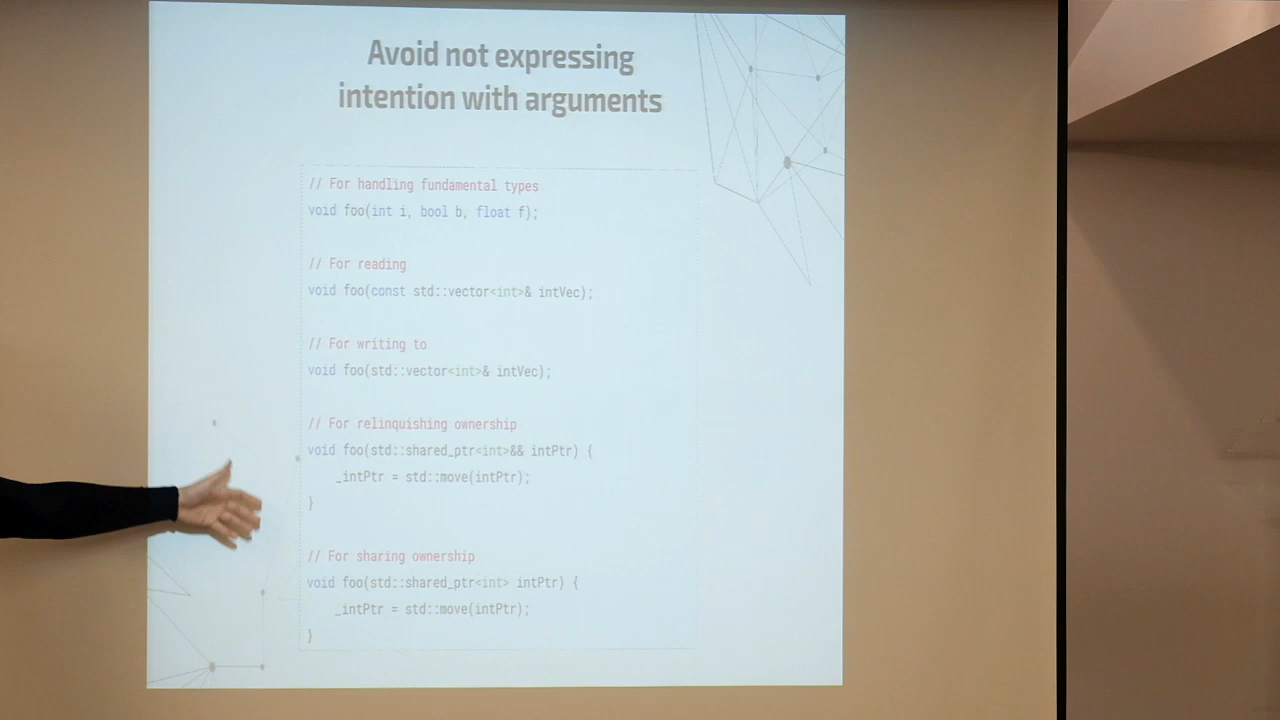 Avoid not expressing
intention with arguments
// For handling fundamental types
void foo(int i, bool b, float f);
// For reading
void foo(const std::vector<int>& intVec);
// For writing to
void foo(std::vector<int>& intVec);
// For relinquishing ownership
void foo(std::shared_ptr<int>&& intPtr) {
_intPtr = std::move(intPtr);
}
// For sharing ownership
void foo(std::shared_ptr<int> intPtr) {
_intPtr = std::move(intPtr);
}